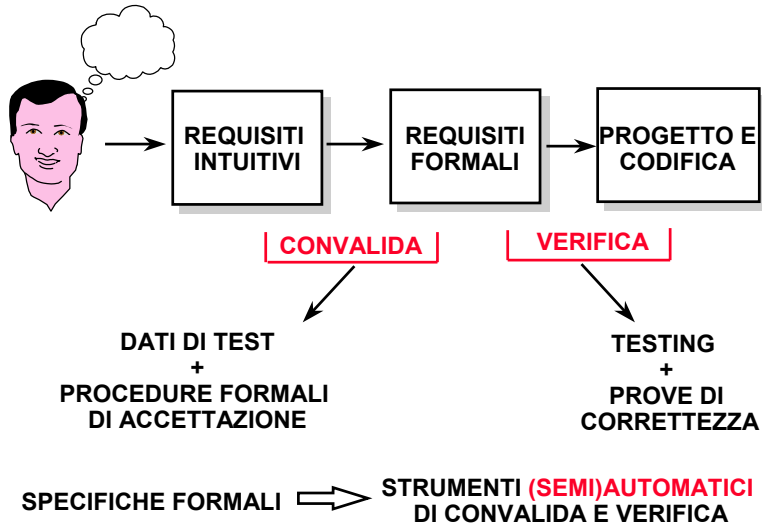 REQUISITI
INTUITIVI
REQUISITI
FORMALI
PROGETTO E
CODIFICA
CONVALIDA
VERIFICA
DATI DI TEST
+
PROCEDURE FORMALI
DI ACCETTAZIONE
TESTING
+
PROVE DI
CORRETTEZZA
SPECIFICHE FORMALI
STRUMENTI (SEMI)AUTOMATICI
DI CONVALIDA E VERIFICA